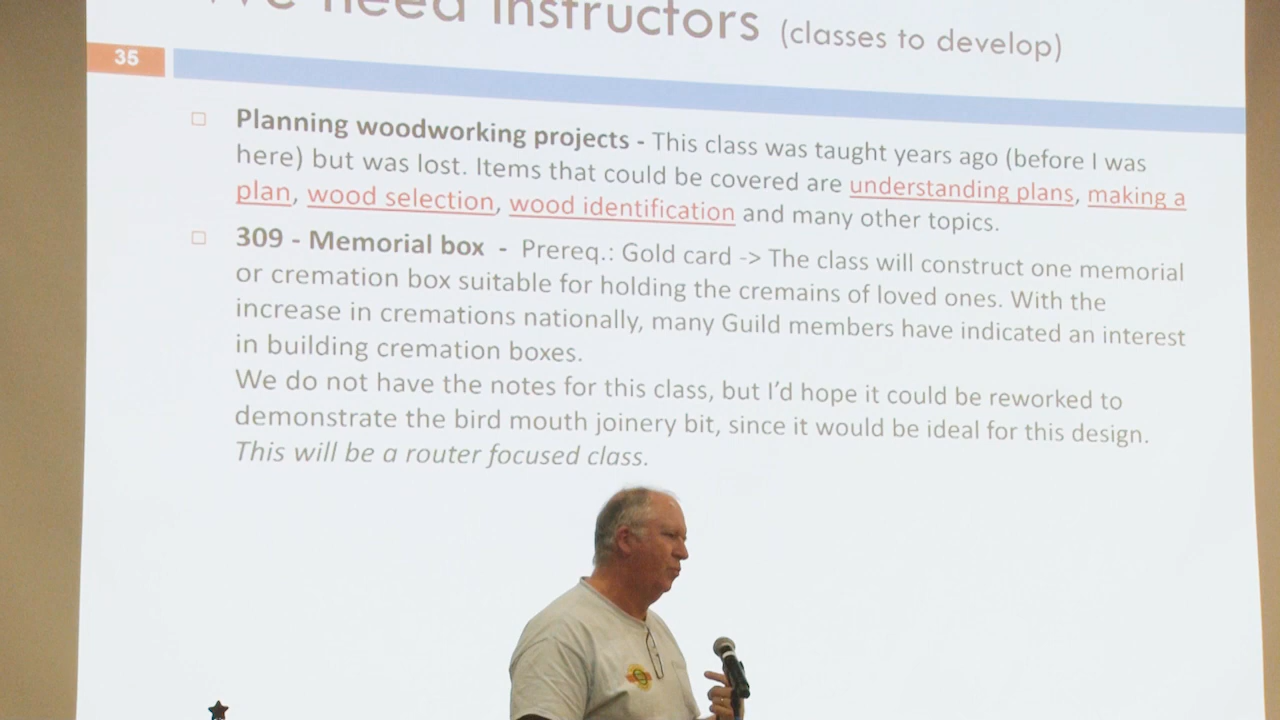 We need instructors (classes to develop)
35
Planning woodworking projects - This class was taught years ago (before I was
here) but was lost. Items that could be covered are understanding plans, making a
plan, wood selection, wood identification and many other topics.
309 - Memorial box - Prereq.: Gold card -> The class will construct one memorial
or cremation box suitable for holding the cremains of loved ones. With the
increase in cremations nationally, many Guild members have indicated an interest
in building cremation boxes.
We do not have the notes for this class, but I'd hope it could be reworked to
demonstrate the bird mouth joinery bit, since it would be ideal for this design.
This will be a router focused class.